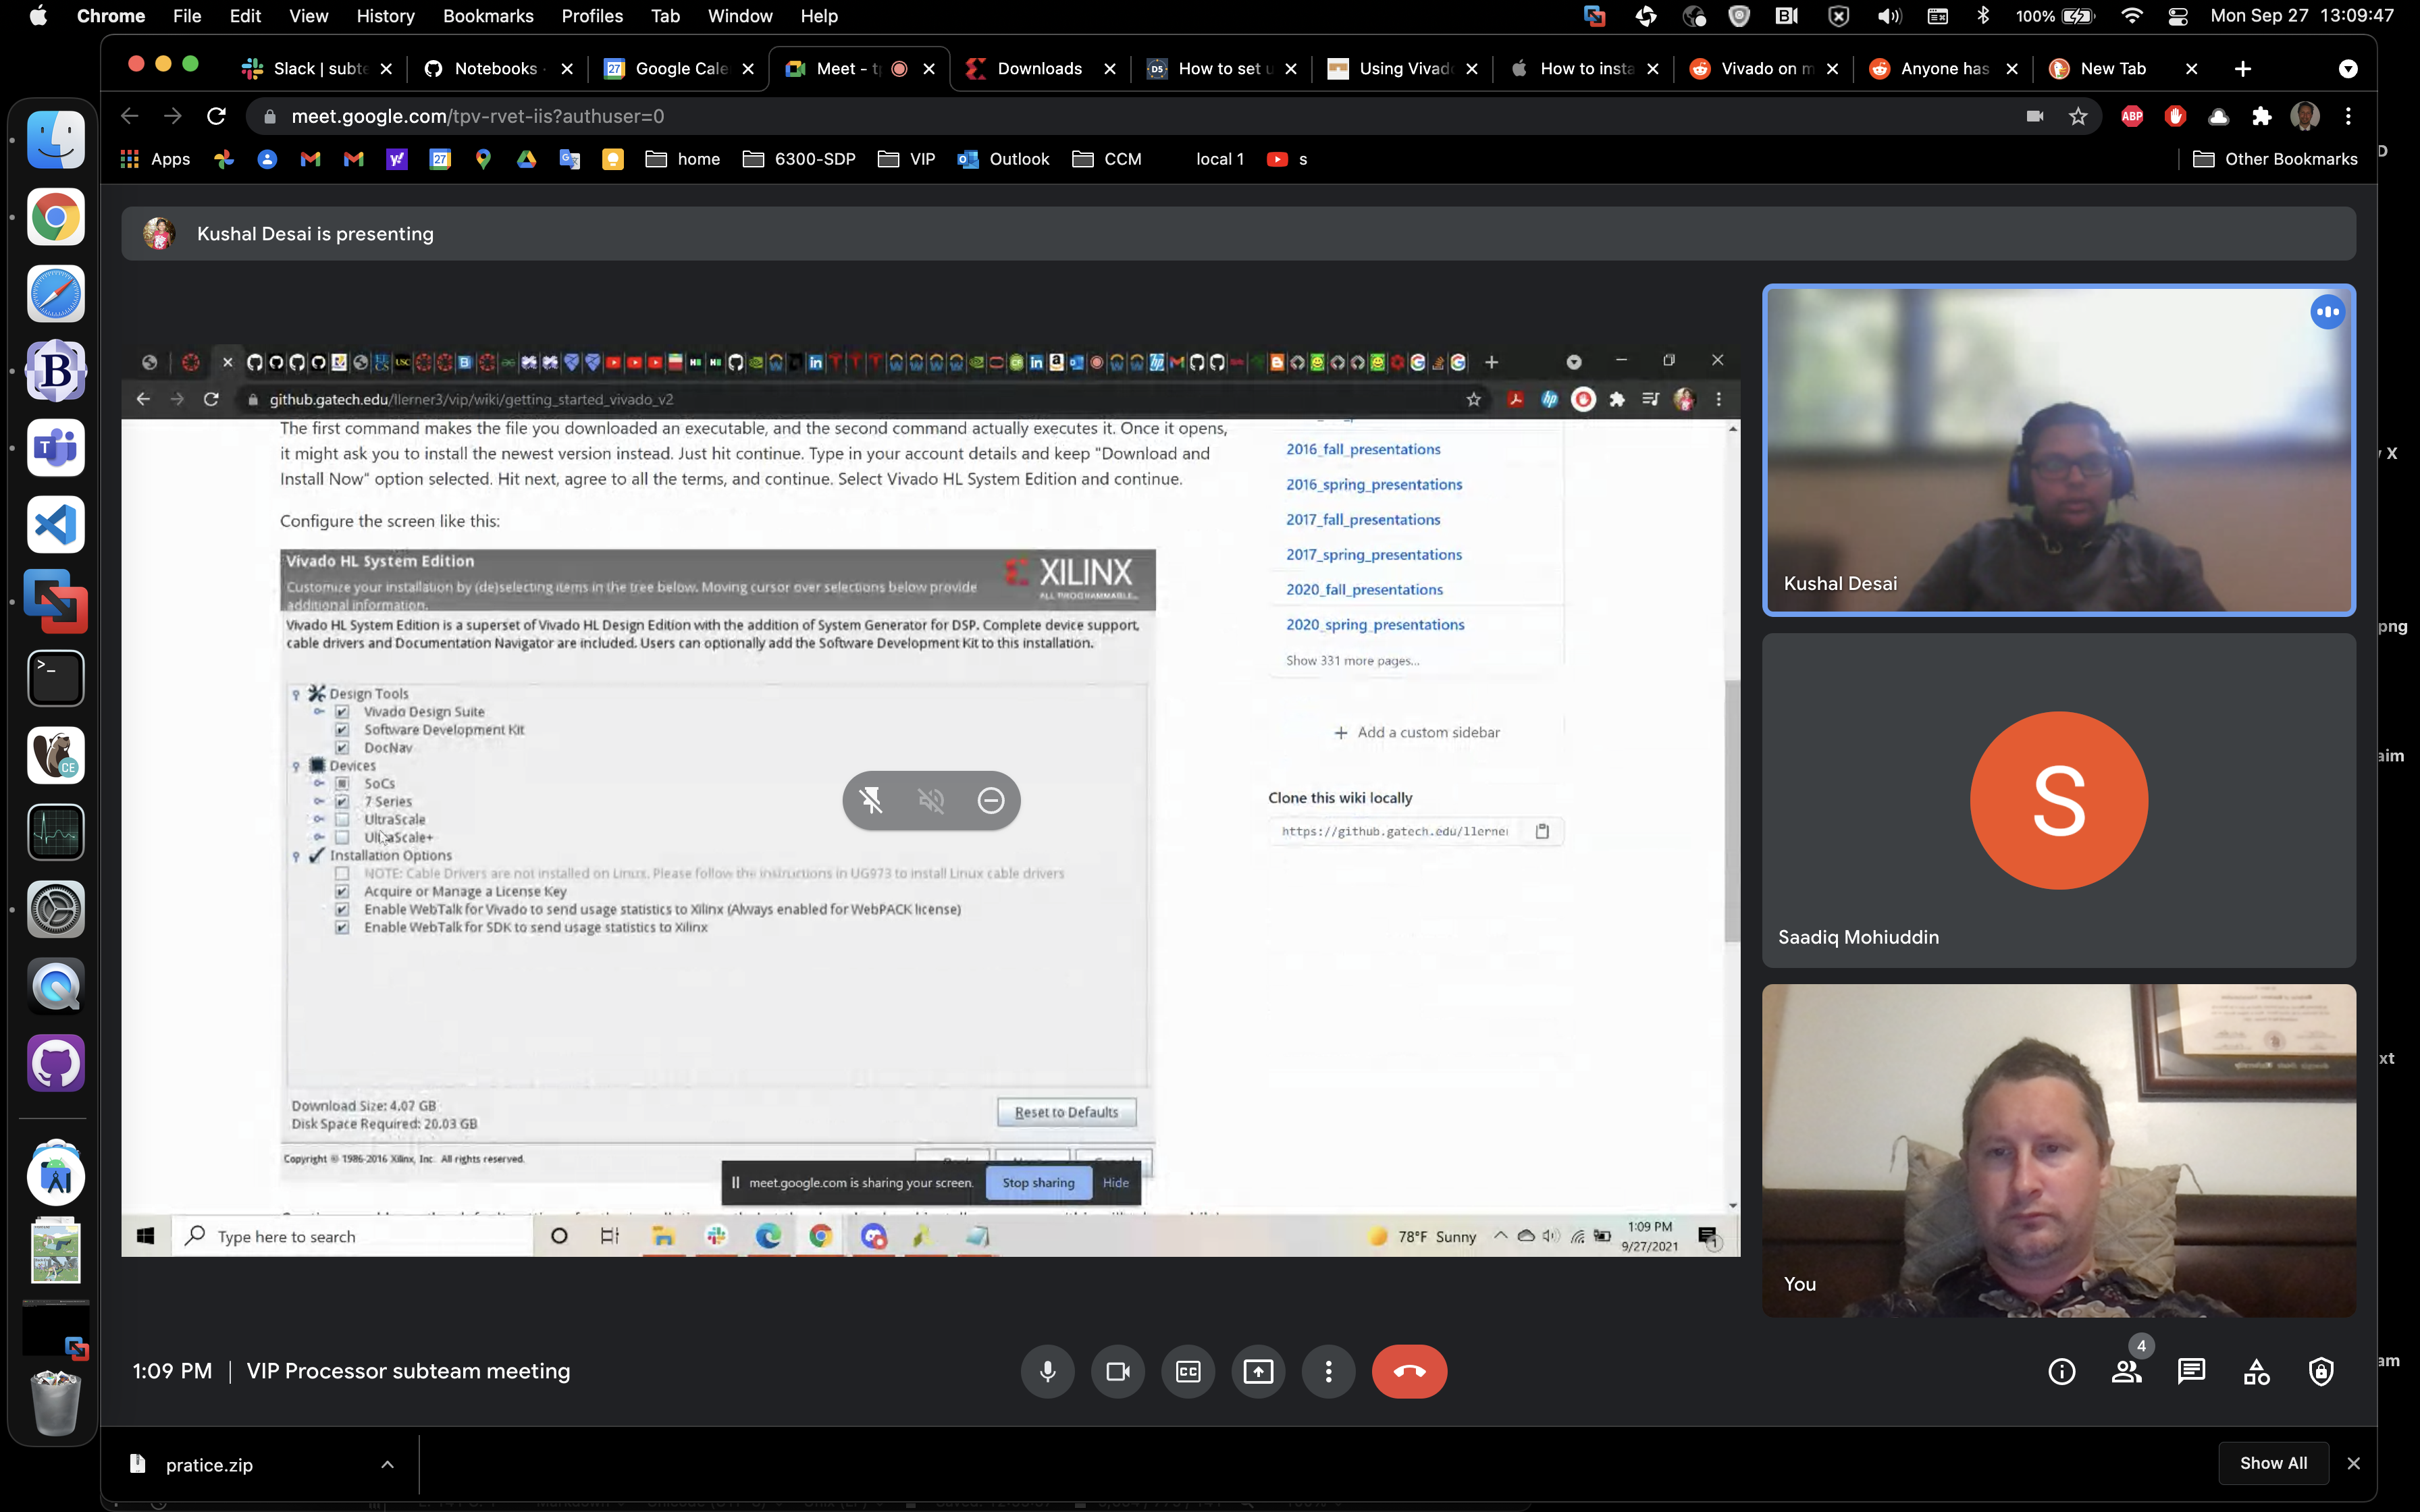 Chrome File Edit View History Bookmarks Profiles Tab Window Help
100% Mon Sep 27 13:09:47
Slack | subte
Notebooks
Google Cale
Meet - t
Downloads
How to set u
Using Vivad
How to insta
Vivado on m
Anyone has
New Tab
meet.google.com/tpv-rvet-iis?authuser=0
ABP
Apps
27
home
6300-SDP
VIP
Outlook
CCM
local 1
s
Other Bookmarks
Kushal Desai is presenting
github.gatech.edu/llerner3/vip/wiki/getting_started_vivado_v2
The first command makes the file you downloaded an executable, and the second command actually executes it. Once it opens,
it might ask you to install the newest version instead. Just hit continue. Type in your account details and keep "Download and
Install Now" option selected. Hit next, agree to all the terms, and continue. Select Vivado HL System Edition and continue.
Configure the screen like this:
Vivado HL System Edition
XILINX
ALL PROGRAMMABLE
Customize your installation by (de)selecting items in the tree below. Moving cursor over selections below provide
additional information.
Vivado HL System Edition is a superset of Vivado HL Design Edition with the addition of System Generator for DSP. Complete device support,
cable drivers and Documentation Navigator are included. Users can optionally add the Software Development Kit to this installation.
Design Tools
Vivado Design Suite
Software Development Kit
DocNav
Devices
SoCs
7 Series
UltraScale
UltraScale+
Installation Options
NOTE: Cable Drivers are not installed on Linux. Please follow the instructions in UG973 to install Linux cable drivers
Acquire or Manage a License Key
Enable WebTalk for Vivado to send usage statistics to Xilinx (Always enabled for WebPACK license)
Enable WebTalk for SDK to send usage statistics to Xilinx
Download Size: 4.07 GB
Disk Space Required: 20.03 GB
Reset to Defaults
Copyright © 1986-2016 Xilinx, Inc. All rights reserved.
2016_fall_presentations
2016_spring_presentations
2017_fall_presentations
2017_spring_presentations
2020_fall_presentations
2020_spring_presentations
Show 331 more pages...
+ Add a custom sidebar
Clone this wiki locally
https://github.gatech.edu/llerner
meet.google.com is sharing your screen.
Stop sharing
Hide
Type here to search
78°F Sunny
1:09 PM
9/27/2021
Kushal Desai
S
Saadiq Mohiuddin
You
1:09 PM | VIP Processor subteam meeting
CC
4
pratice.zip
Show All
png
aim
xt
am